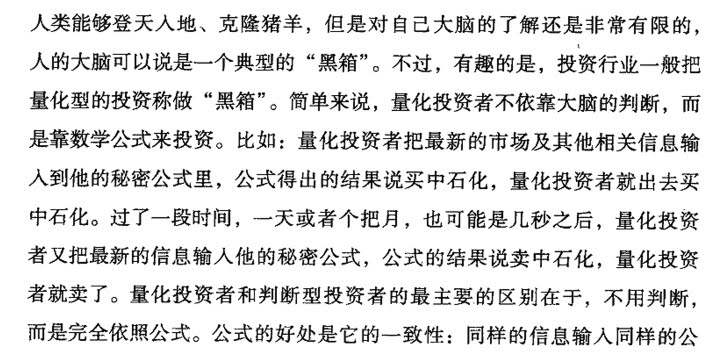 人类能够登天入地、克隆猪羊，但是对自己大脑的了解还是非常有限的，
人的大脑可以说是一个典型的“黑箱”。不过，有趣的是，投资行业一般把
量化型的投资称做“黑箱”。简单来说，量化投资者不依靠大脑的判断，而
是靠数学公式来投资。比如：量化投资者把最新的市场及其他相关信息输
入到他的秘密公式里，公式得出的结果说买中石化，量化投资者就出去买
中石化。过了一段时间，一天或者个把月，也可能是几秒之后，量化投资
者又把最新的信息输入他的秘密公式，公式的结果说卖中石化，量化投资
者就卖了。量化投资者和判断型投资者的最主要的区别在于，不用判断，
而是完全依照公式。公式的好处是它的一致性：同样的信息输入同样的公